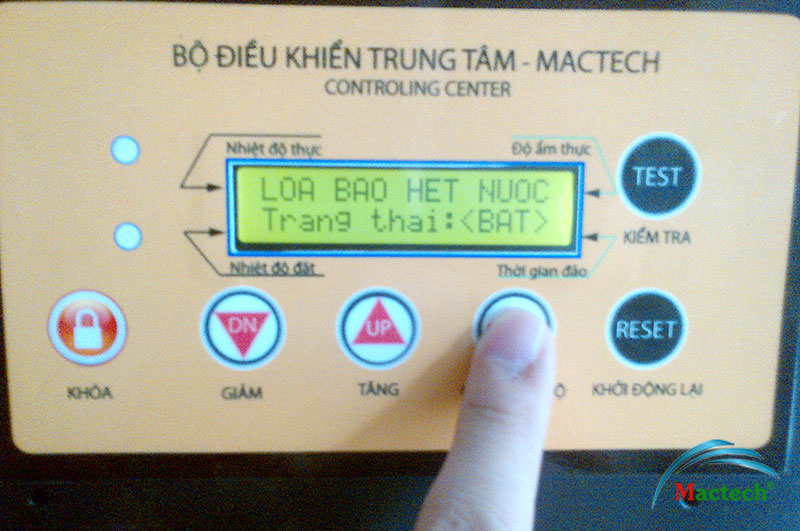 BỘ ĐIỀU KHIỂN TRUNG TÂM - MACTECH
CONTROLING CENTER
Nhiệt độ thực
Độ ẩm thực
LOA BAO HET NUOC
Trang thai:<BAT>
Nhiệt độ đặt
Thời gian đảo
TEST
KIỂM TRA
DN
UP
RESET
KHÓA
GIẢM
TĂNG
KHỞI ĐỘNG LẠI
Mactech